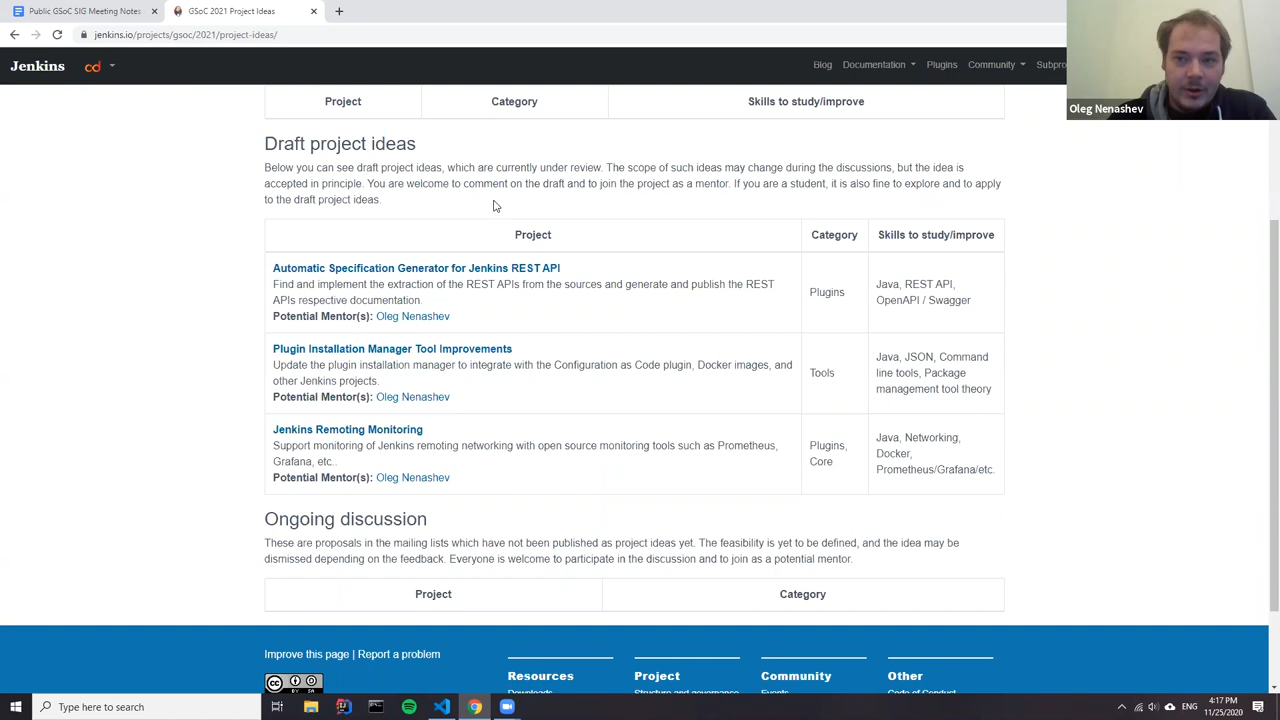 Public GSoC SIG Meeting Notes
GSoC 2021 Project Ideas
jenkins.io/projects/gsoc/2021/project-ideas/
Jenkins cd Blog Documentation Plugins Community Subpro
Oleg Nenashev
Project Category Skills to study/improve
Draft project ideas
Below you can see draft project ideas, which are currently under review. The scope of such ideas may change during the discussions, but the idea is
accepted in principle. You are welcome to comment on the draft and to join the project as a mentor. If you are a student, it is also fine to explore and to apply
to the draft project ideas.
Project Category Skills to study/improve
Automatic Specification Generator for Jenkins REST API
Find and implement the extraction of the REST APIs from the sources and generate and publish the REST
APIs respective documentation.
Potential Mentor(s): Oleg Nenashev
Plugins
Java, REST API,
OpenAPI / Swagger
Plugin Installation Manager Tool Improvements
Update the plugin installation manager to integrate with the Configuration as Code plugin, Docker images, and
other Jenkins projects.
Potential Mentor(s): Oleg Nenashev
Tools
Java, JSON, Command
line tools, Package
management tool theory
Jenkins Remoting Monitoring
Support monitoring of Jenkins remoting networking with open source monitoring tools such as Prometheus,
Grafana, etc..
Potential Mentor(s): Oleg Nenashev
Plugins,
Core
Java, Networking,
Docker,
Prometheus/Grafana/etc.
Ongoing discussion
These are proposals in the mailing lists which have not been published as project ideas yet. The feasibility is yet to be defined, and the idea may be
dismissed depending on the feedback. Everyone is welcome to participate in the discussion and to join as a potential mentor.
Project Category
Improve this page | Report a problem
Resources Project Community Other
Downloads Structure and governance Events Code of Conduct
Type here to search
4:17 PM
11/25/2020